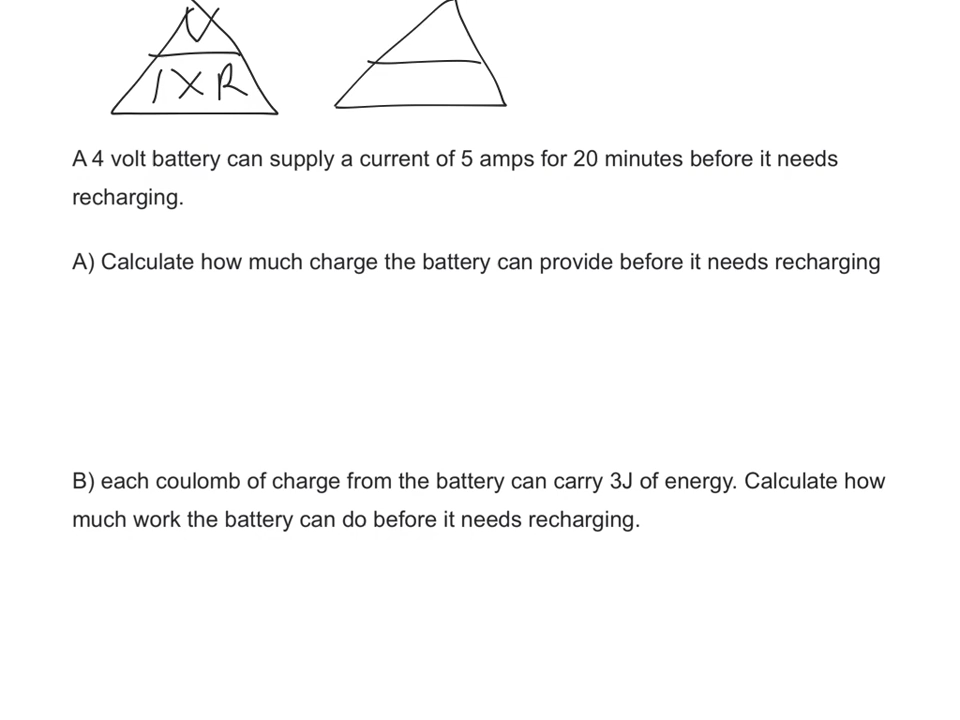 V
I X R
A 4 volt battery can supply a current of 5 amps for 20 minutes before it needs
recharging.
A) Calculate how much charge the battery can provide before it needs recharging
B) each coulomb of charge from the battery can carry 3J of energy. Calculate how
much work the battery can do before it needs recharging.